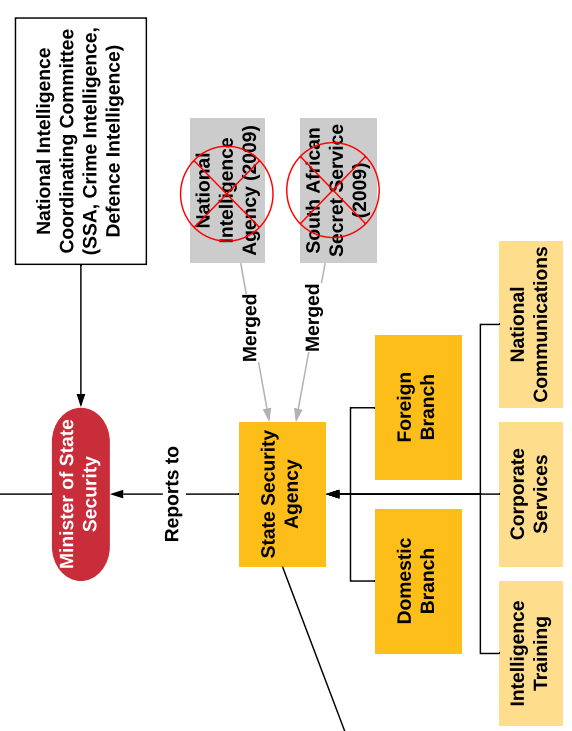 National Intelligence
Coordinating Committee
(SSA, Crime Intelligence,
Defence Intelligence)
National
Intelligence
Agency (2009)
South African
Secret Service
(2009)
Merged
Merged
Minister of State
Security
Reports to
State Security
Agency
Foreign
Branch
Domestic
Branch
National
Communications
Corporate
Services
Intelligence
Training